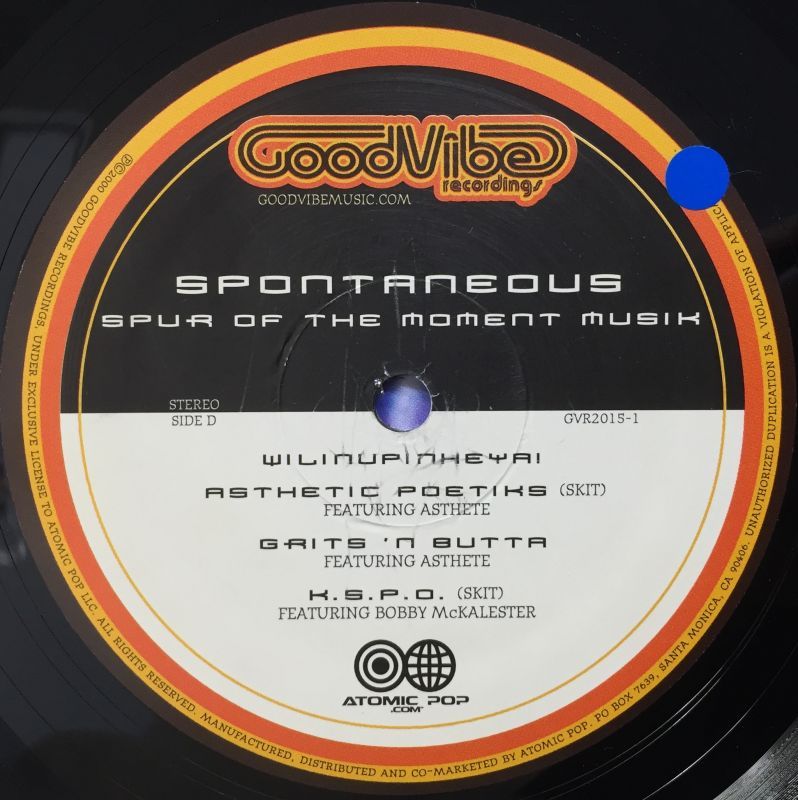 GoodVibe
recordings
GOODVIBEMUSIC.COM
SPONTANEOUS
SPUR OF THE MOMENT MUSIK
STEREO
SIDE D
GVR2015-1
WILINUPINHEYA!
ASTHETIC POETIKS (SKIT)
FEATURING ASTHETE
GRITS 'N BUTTA
FEATURING ASTHETE
K.S.P.O. (SKIT)
FEATURING BOBBY McKALESTER
ATOMIC POP
.COM™
℗©2000 GOODVIBE RECORDINGS, UNDER EXCLUSIVE LICENSE TO ATOMIC POP LLC. ALL RIGHTS RESERVED. MANUFACTURED, DISTRIBUTED AND CO-MARKETED BY ATOMIC POP. PO BOX 7639, SANTA MONICA, CA 90406. UNAUTHORIZED DUPLICATION IS A VIOLATION OF